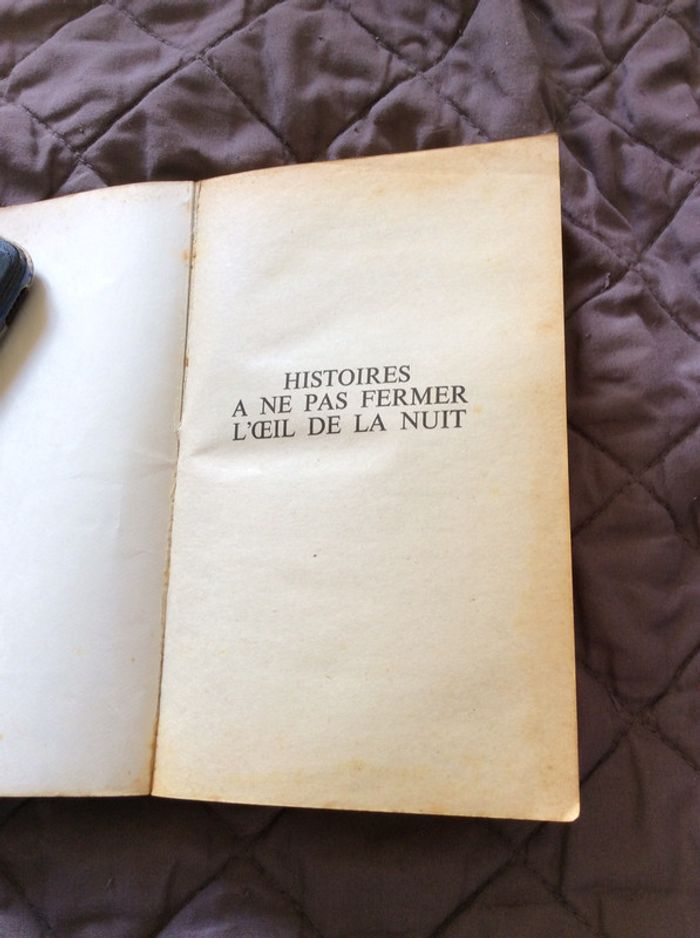 HISTOIRES
A NE PAS FERMER
L'ŒIL DE LA NUIT